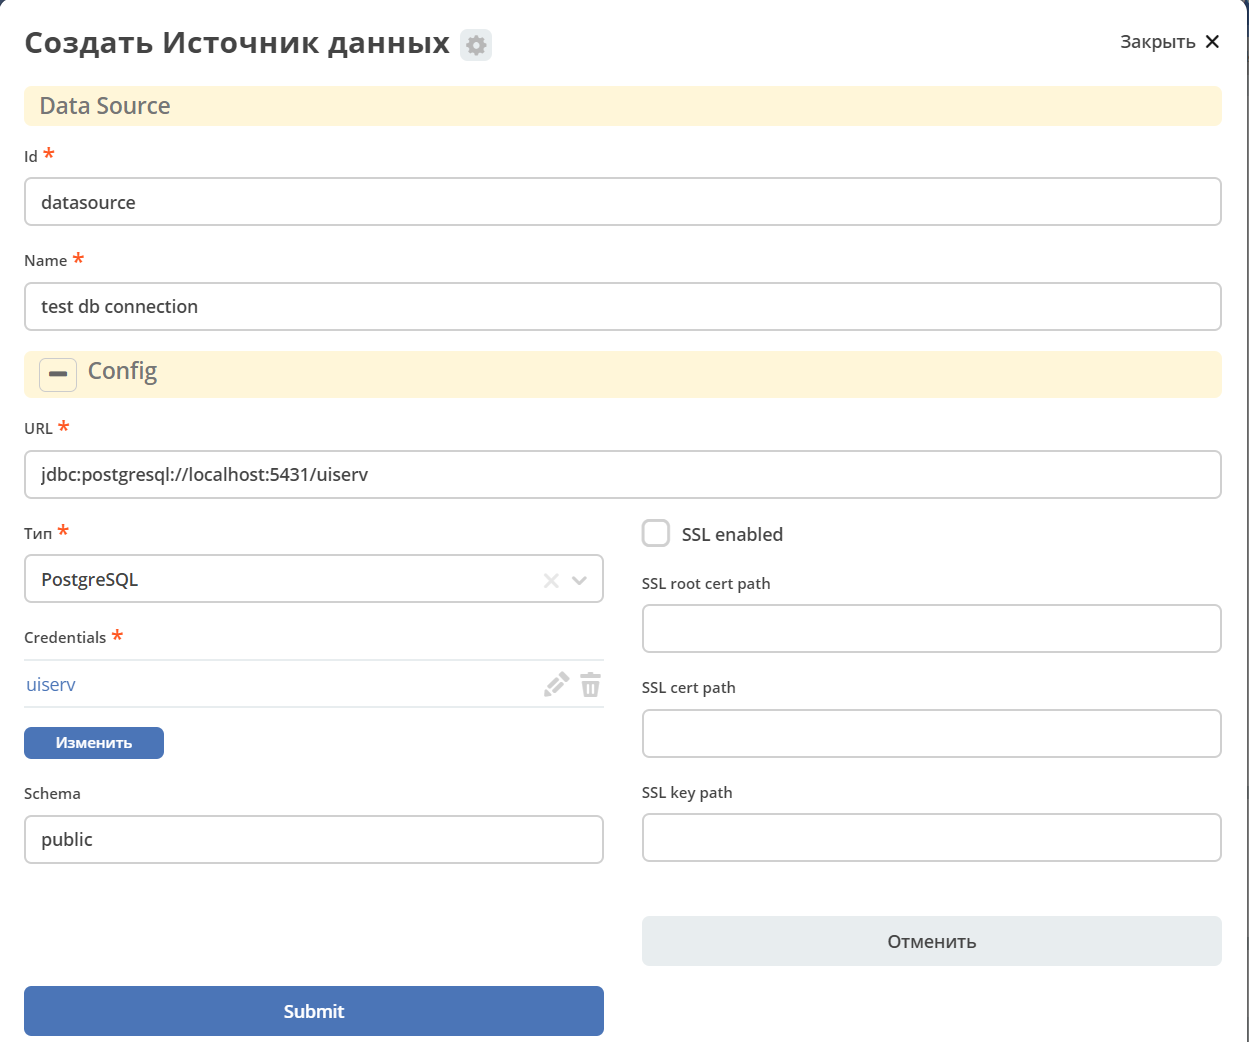 Создать Источник данных
Закрыть
Data Source
Id *
datasource
Name *
test db connection
Config
URL *
jdbc:postgresql://localhost:5431/uiserv
Тип *
PostgreSQL
Credentials *
uiserv
Изменить
Schema
public
SSL enabled
SSL root cert path
SSL cert path
SSL key path
Отменить
Submit